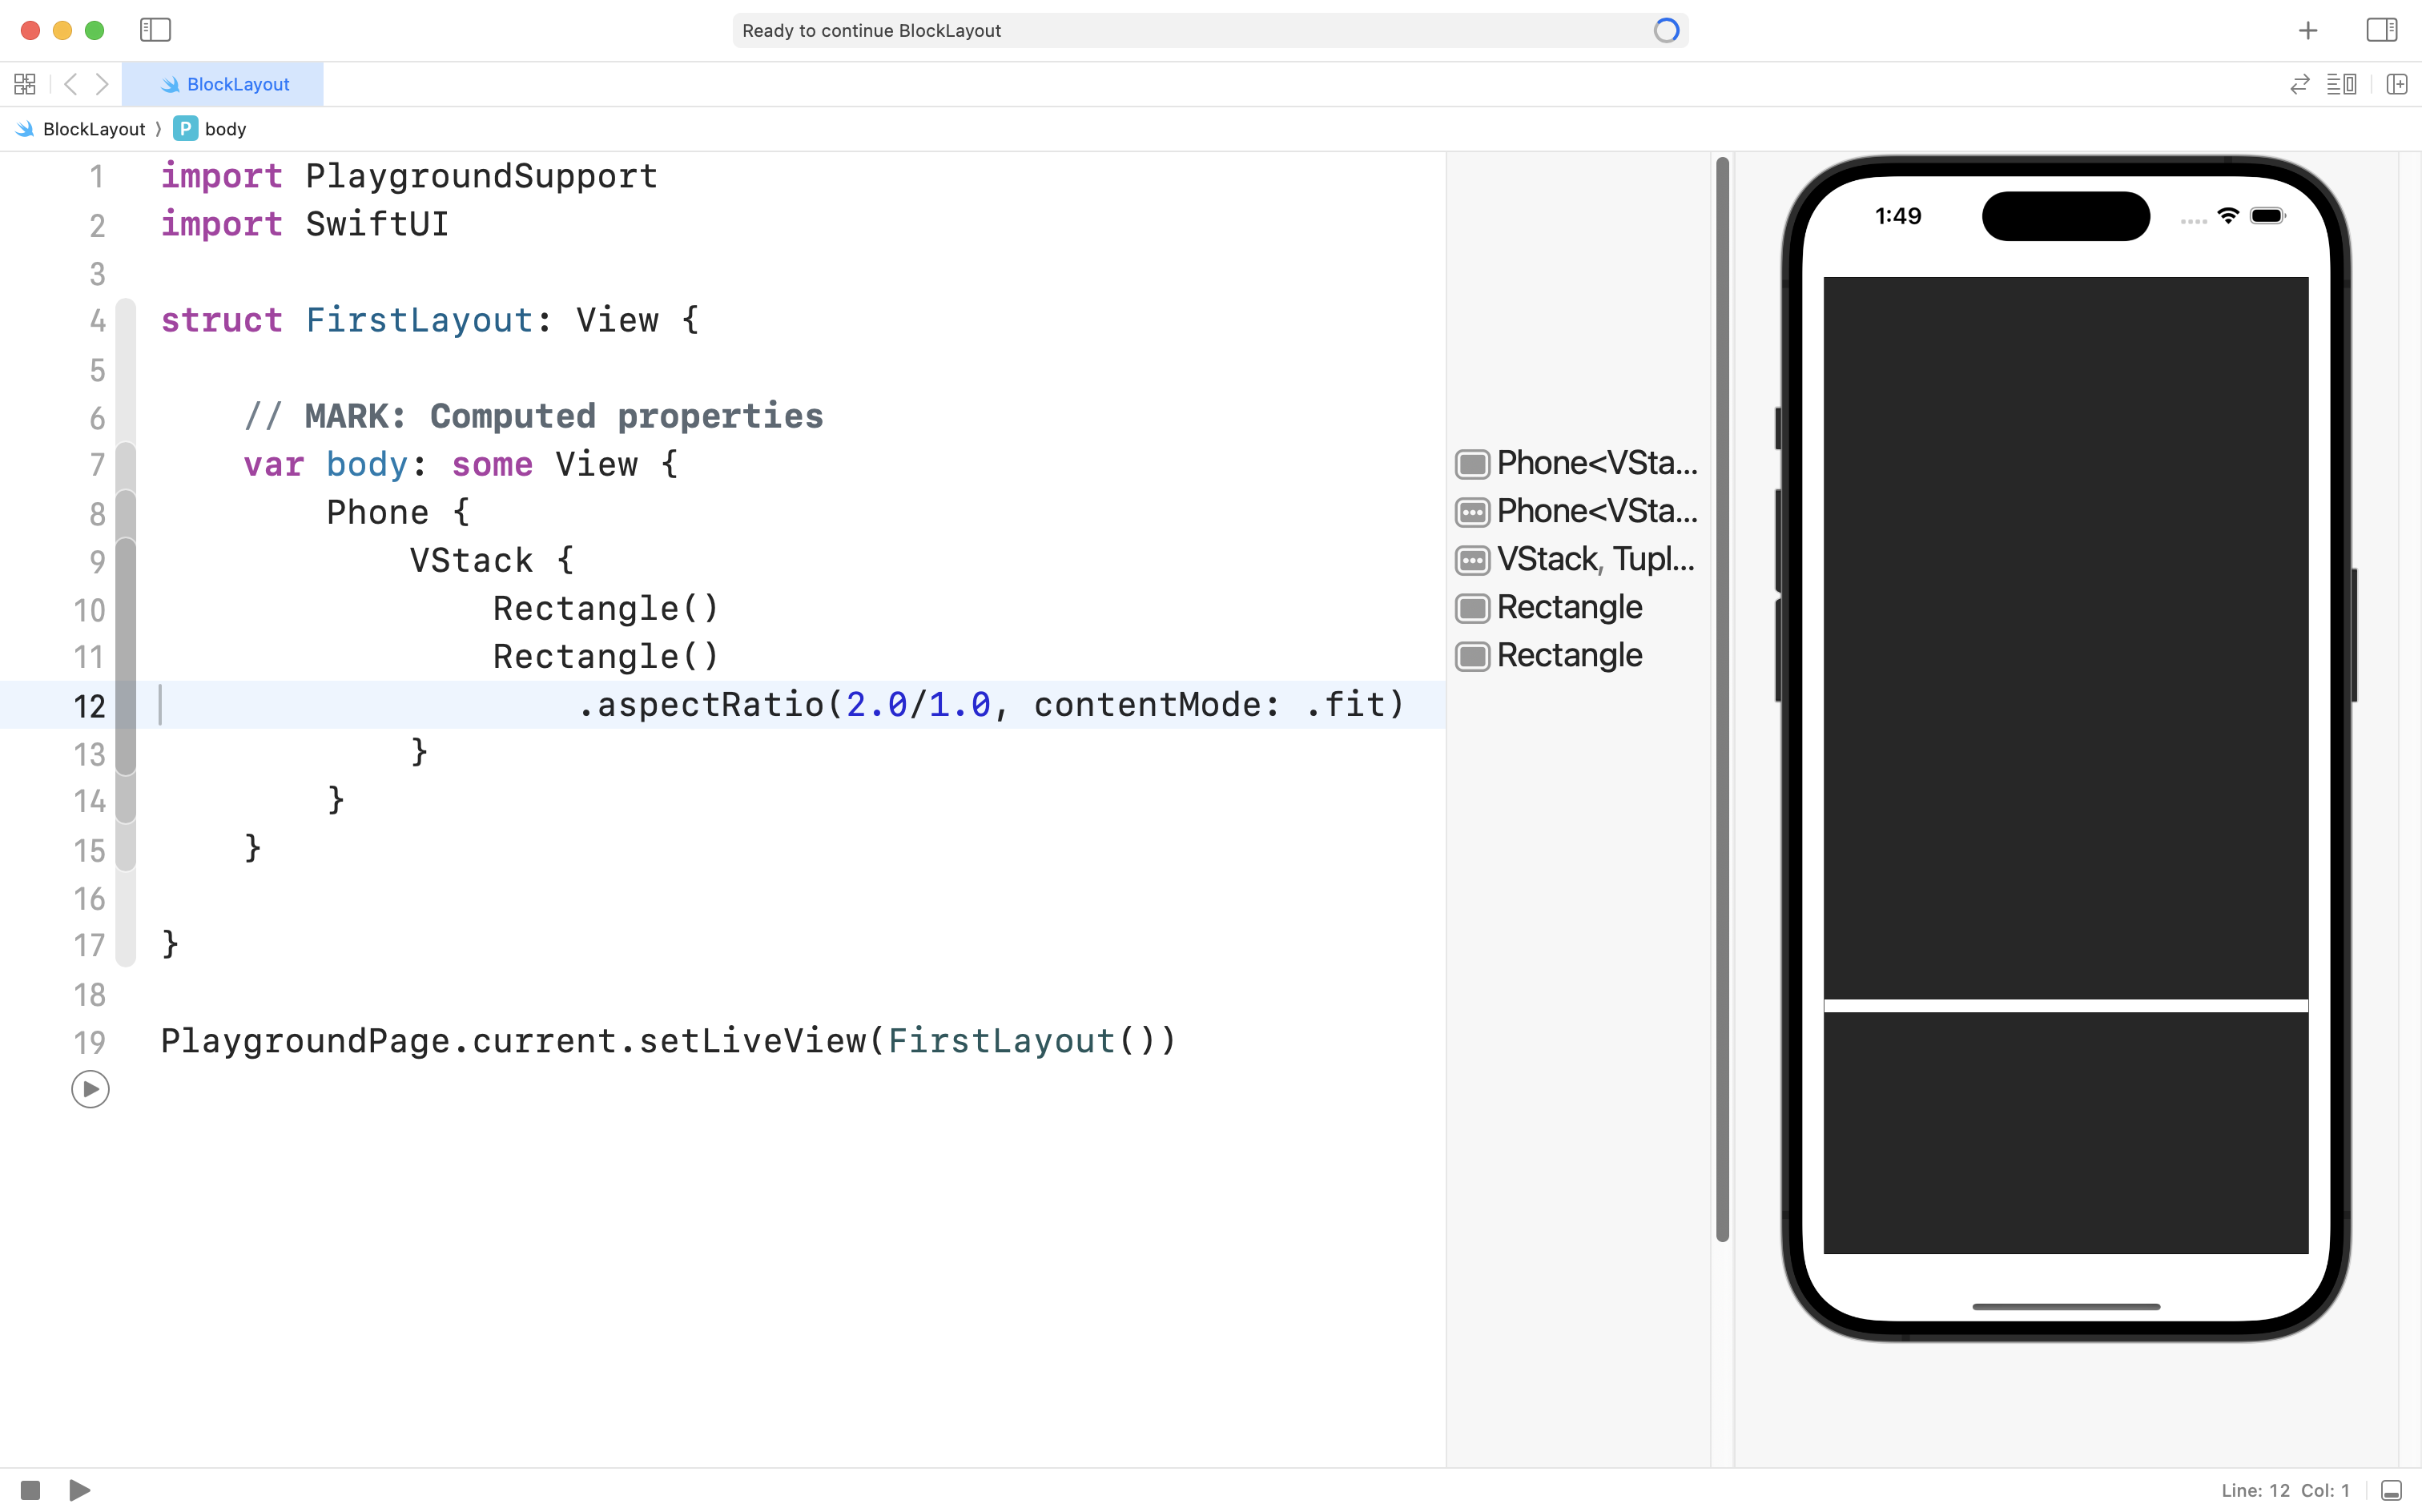 Ready to continue BlockLayout
BlockLayout
BlockLayout 〉 P body
1 import PlaygroundSupport
2 import SwiftUI
3
4 struct FirstLayout: View {
5
6 // MARK: Computed properties
7 var body: some View {
8 Phone {
9 VStack {
10 Rectangle()
11 Rectangle()
12 .aspectRatio(2.0/1.0, contentMode: .fit)
13 }
14 }
15 }
16
17 }
18
19 PlaygroundPage.current.setLiveView(FirstLayout())
Phone<VSta...
Phone<VSta...
VStack, Tupl...
Rectangle
Rectangle
1:49
Line: 12 Col: 1